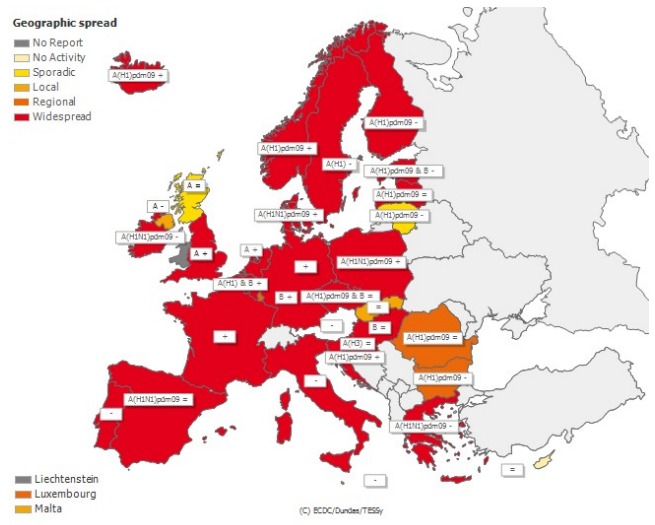 Geographic spread
No Report
No Activity
Sporadic
Local
Regional
Widespread
A(H1)pdm09 +
A(H1)pdm09 -
A(H1)pdm09 +
A(H1) -
A(H1)pdm09 & B -
A =
A(H1)pdm09 =
A -
A(H1N1)pdm09 +
A(H1)pdm09 -
A(H1N1)pdm09 -
A +
A +
+
A(H1N1)pdm09 +
A(H1) & B +
B +
A(H1)pdm09 & B =
=
-
B =
+
A(H3) =
A(H1)pdm09 =
A(H1)pdm09 +
-
A(H1)pdm09 -
A(H1N1)pdm09 =
-
A(H1N1)pdm09 -
=
-
Liechtenstein
Luxembourg
Malta
(C) ECDC/Dundas/TESSy